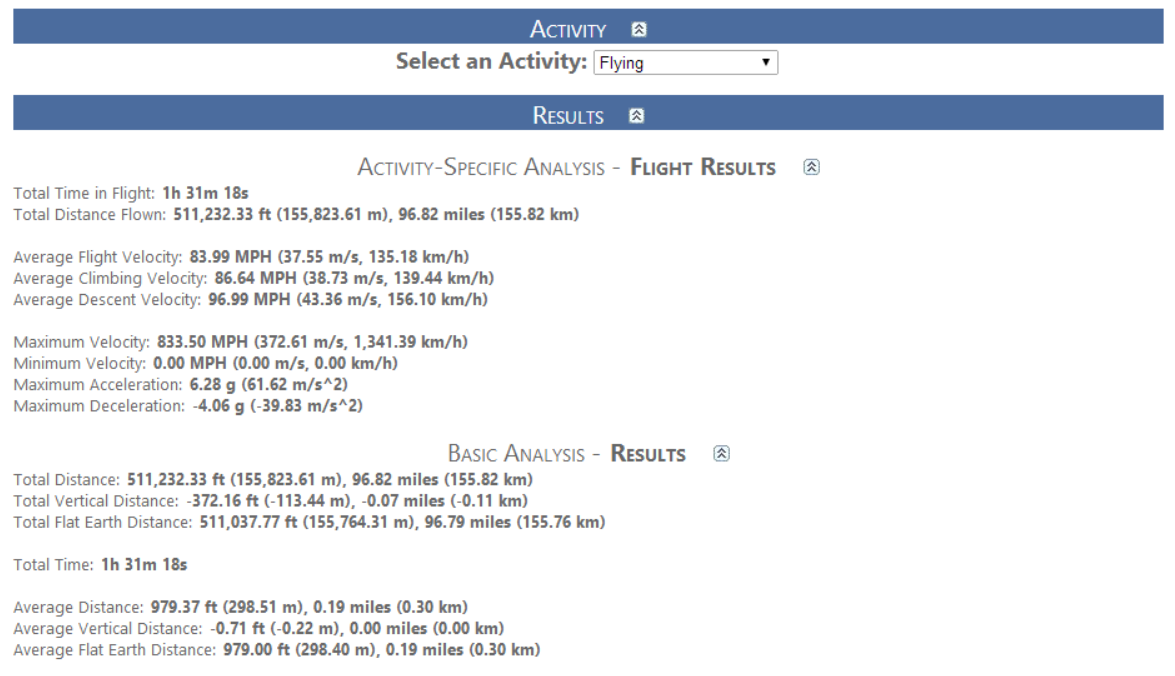 Activity
Select an Activity: Flying
Results
Activity-Specific Analysis - Flight Results
Total Time in Flight: 1h 31m 18s
Total Distance Flown: 511,232.33 ft (155,823.61 m), 96.82 miles (155.82 km)
Average Flight Velocity: 83.99 MPH (37.55 m/s, 135.18 km/h)
Average Climbing Velocity: 86.64 MPH (38.73 m/s, 139.44 km/h)
Average Descent Velocity: 96.99 MPH (43.36 m/s, 156.10 km/h)
Maximum Velocity: 833.50 MPH (372.61 m/s, 1,341.39 km/h)
Minimum Velocity: 0.00 MPH (0.00 m/s, 0.00 km/h)
Maximum Acceleration: 6.28 g (61.62 m/s^2)
Maximum Deceleration: -4.06 g (-39.83 m/s^2)
Basic Analysis - Results
Total Distance: 511,232.33 ft (155,823.61 m), 96.82 miles (155.82 km)
Total Vertical Distance: -372.16 ft (-113.44 m), -0.07 miles (-0.11 km)
Total Flat Earth Distance: 511,037.77 ft (155,764.31 m), 96.79 miles (155.76 km)
Total Time: 1h 31m 18s
Average Distance: 979.37 ft (298.51 m), 0.19 miles (0.30 km)
Average Vertical Distance: -0.71 ft (-0.22 m), 0.00 miles (0.00 km)
Average Flat Earth Distance: 979.00 ft (298.40 m), 0.19 miles (0.30 km)